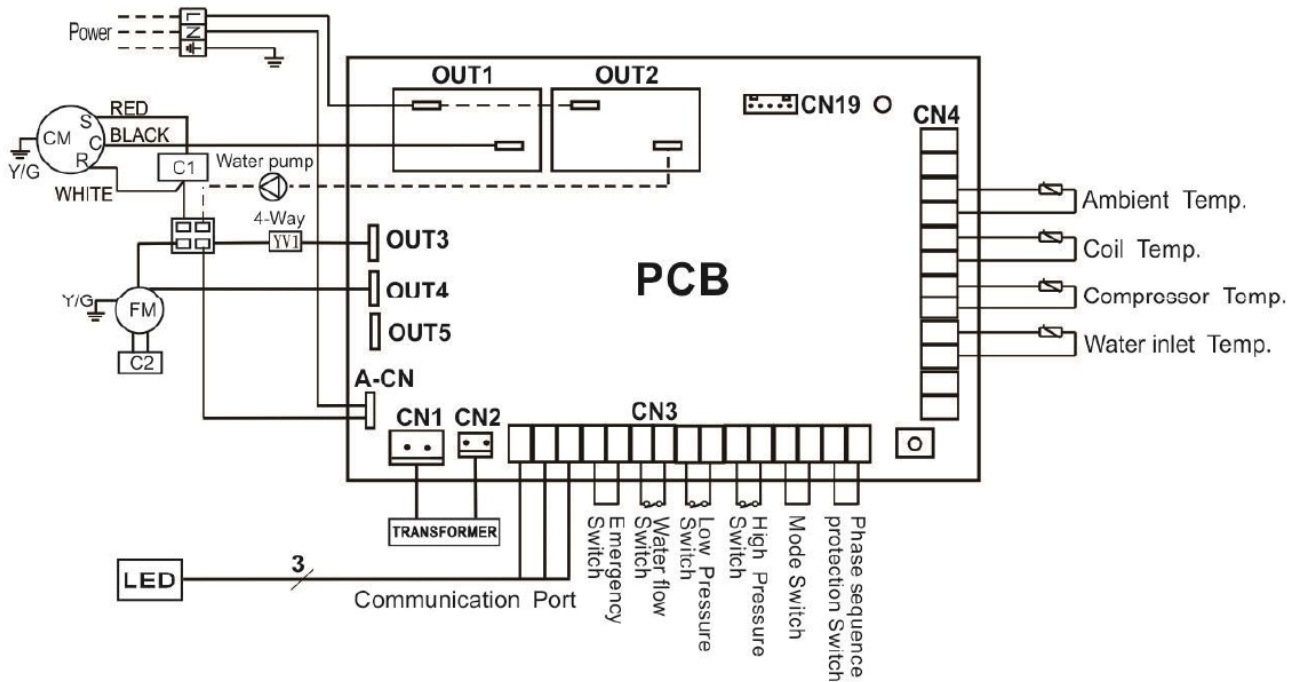 Power
L
N
OUT1
OUT2
CN19
CN4
RED
S
CM
C
BLACK
R
Y/G
WHITE
C1
Water pump
4-Way
YV1
OUT3
Ambient Temp.
Coil Temp.
PCB
Y/G
FM
OUT4
Compressor Temp.
OUT5
C2
Water inlet Temp.
A-CN
CN1
CN2
CN3
TRANSFORMER
LED
3
Communication Port
Emergency
Switch
Water flow
Switch
Low Pressure
Switch
High Pressure
Switch
Mode Switch
Phase sequence
protection Switch